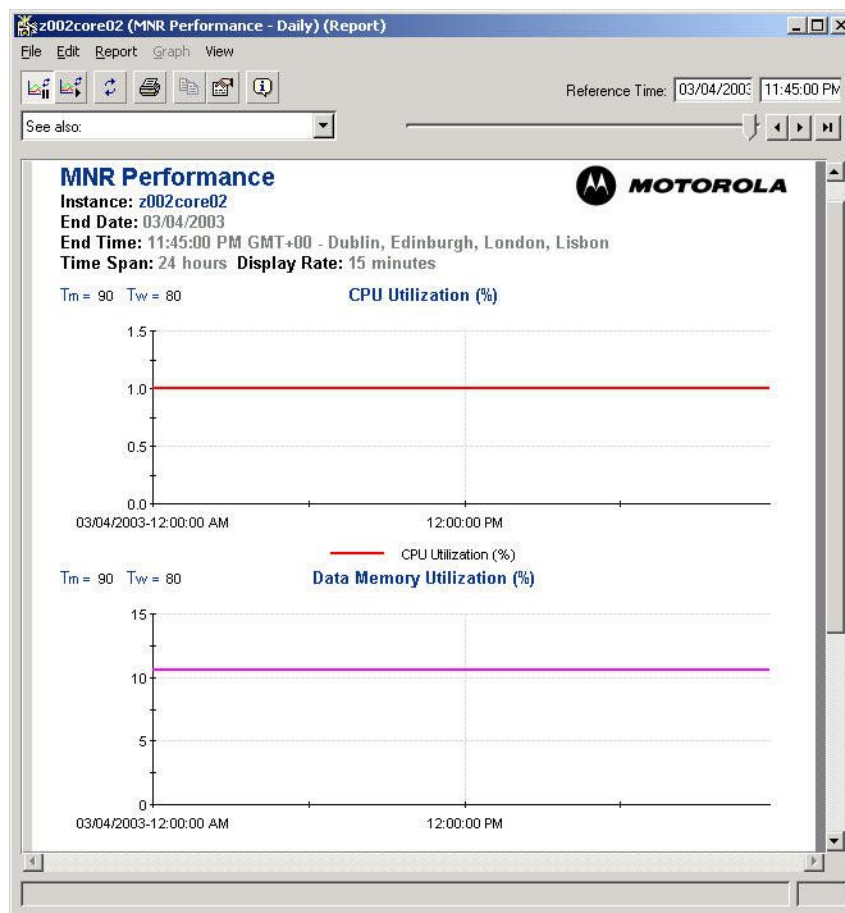 z002core02 (MNR Performance - Daily) (Report)
File Edit Report Graph View
Reference Time: 03/04/2003 11:45:00 PM
See also:
MNR Performance
MOTOROLA
Instance: z002core02
End Date: 03/04/2003
End Time: 11:45:00 PM GMT+00 - Dublin, Edinburgh, London, Lisbon
Time Span: 24 hours Display Rate: 15 minutes
Tm = 90 Tw = 80 CPU Utilization (%)
1.5
1.0
0.5
0.0
03/04/2003-12:00:00 AM 12:00:00 PM
CPU Utilization (%)
Tm = 90 Tw = 80 Data Memory Utilization (%)
15
10
5
0
03/04/2003-12:00:00 AM 12:00:00 PM